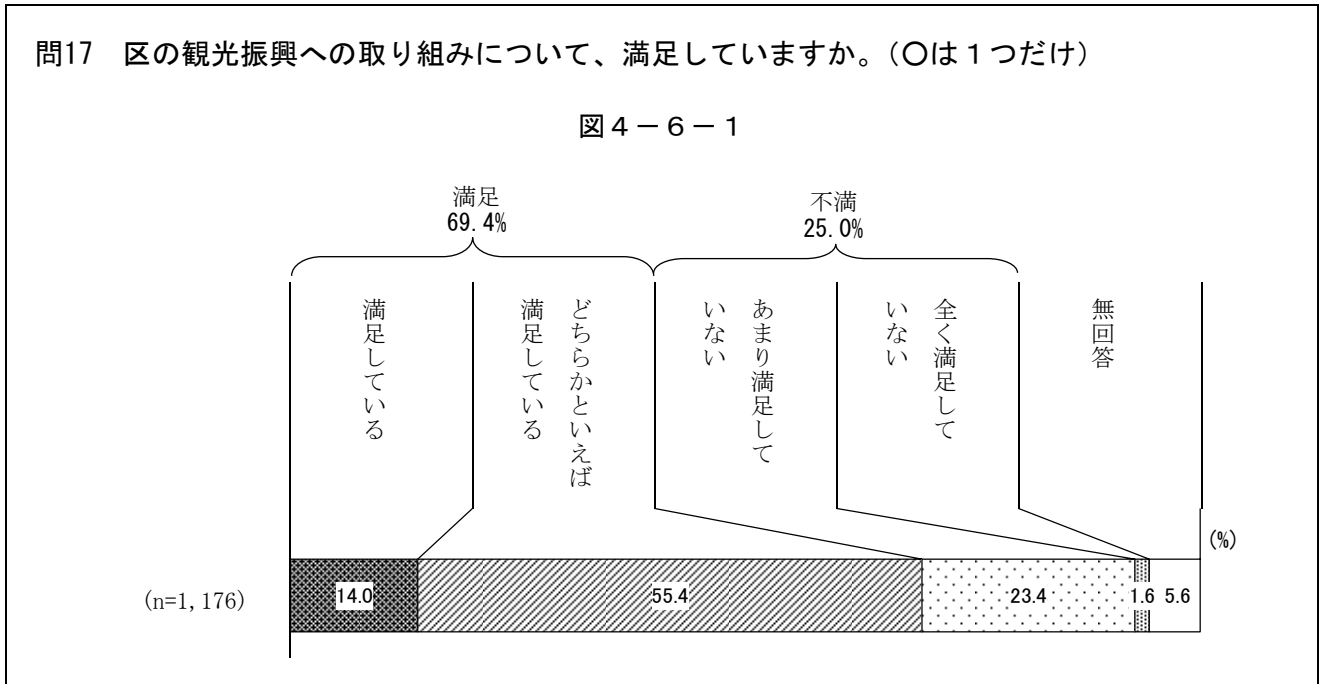 問17　区の観光振興への取り組みについて、満足していますか。（○は１つだけ）
図４－６－１
満足
69.4%
不満
25.0%
満足している
どちらかといえば
満足している
あまり満足して
いない
全く満足して
いない
無回答
(%)
(n=1,176)
14.0
55.4
23.4
1.6
5.6